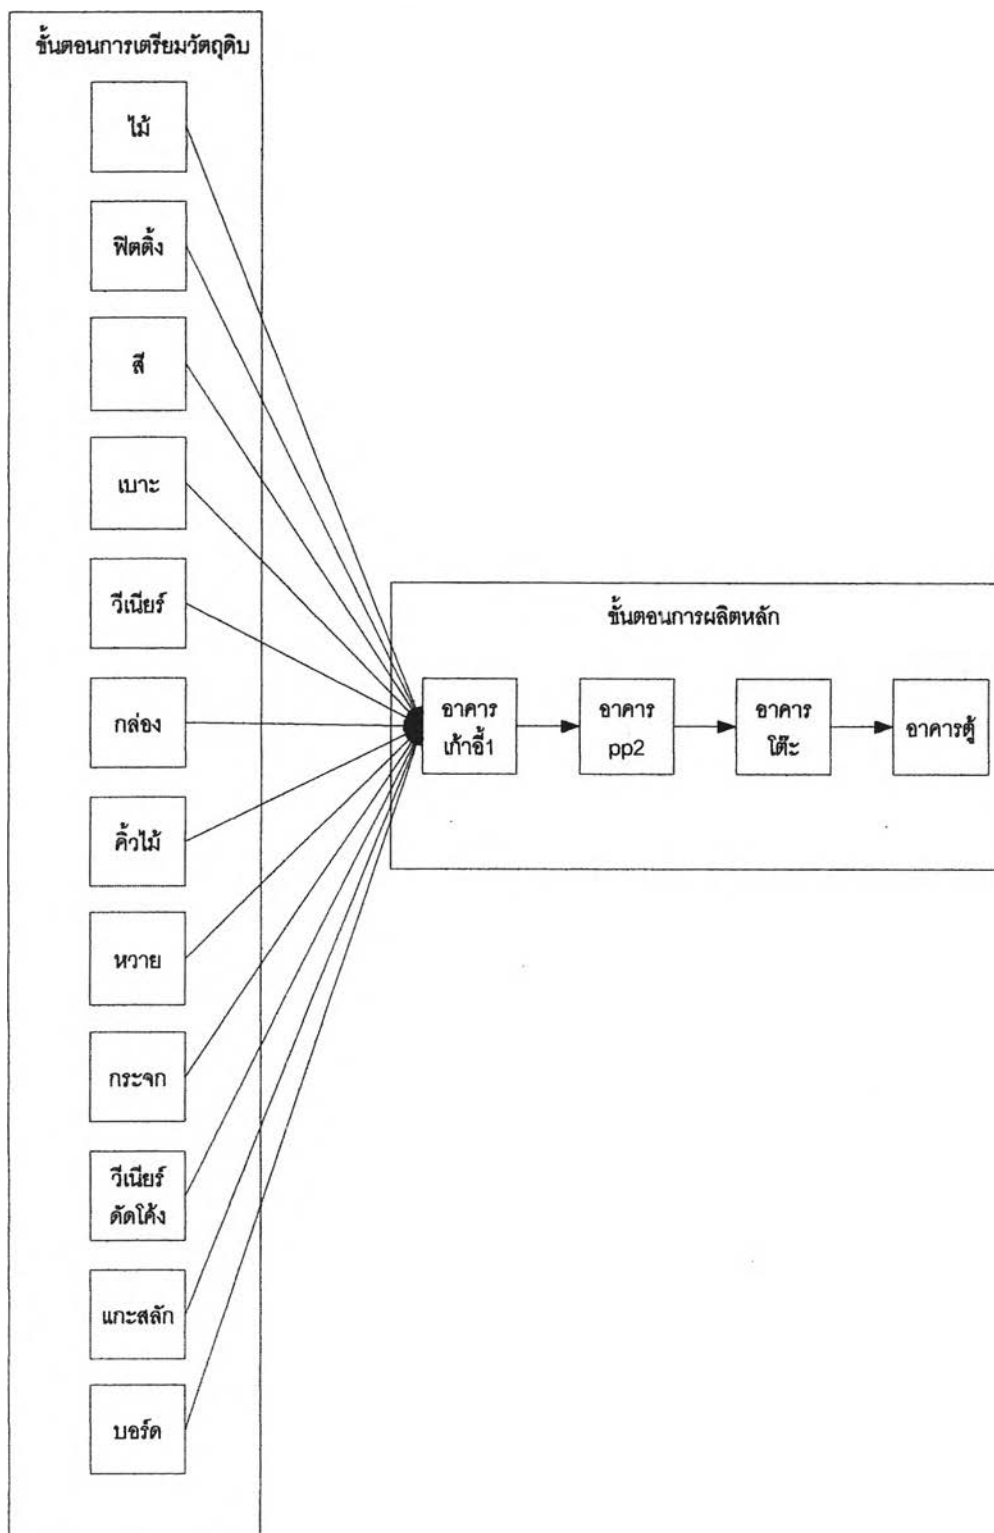 ขั้นตอนการเตรียมวัตถุดิบ
ไม้
ฟิตติ้ง
สี
เบาะ
วีเนียร์
กล่อง
คิ้วไม้
หวาย
กระจก
วีเนียร์
ดัดโค้ง
แกะสลัก
บอร์ด
ขั้นตอนการผลิตหลัก
อาคาร
เก้าอี้1
อาคาร
pp2
อาคาร
โต๊ะ
อาคารตู้